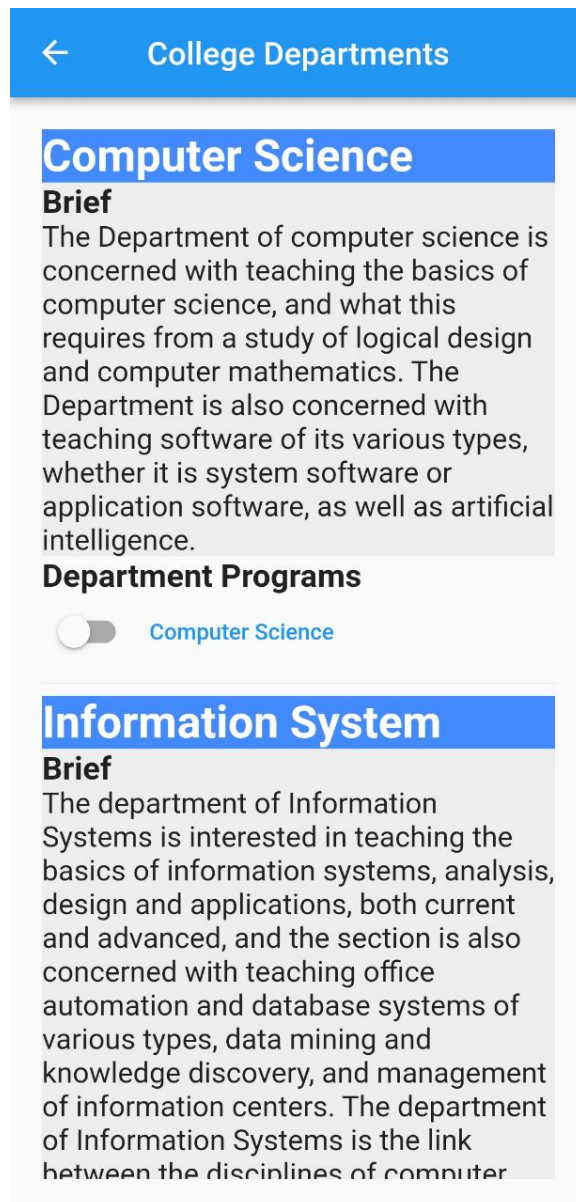 College Departments
Computer Science
Brief
The Department of computer science is
concerned with teaching the basics of
computer science, and what this
requires from a study of logical design
and computer mathematics. The
Department is also concerned with
teaching software of its various types,
whether it is system software or
application software, as well as artificial
intelligence.
Department Programs
Computer Science
Information System
Brief
The department of Information
Systems is interested in teaching the
basics of information systems, analysis,
design and applications, both current
and advanced, and the section is also
concerned with teaching office
automation and database systems of
various types, data mining and
knowledge discovery, and management
of information centers. The department
of Information Systems is the link
between the disciplines of computer